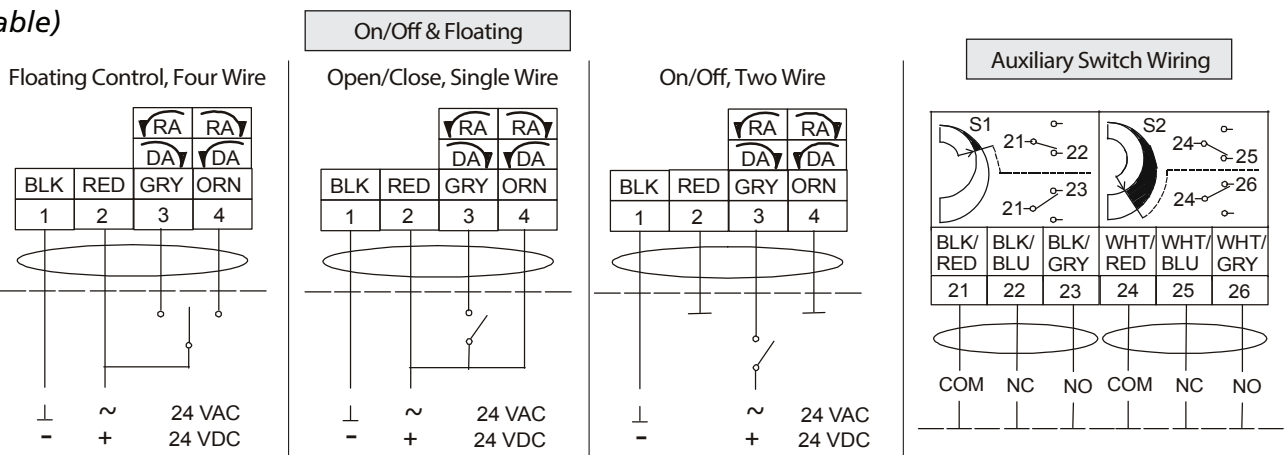 able)
On/Off & Floating
Floating Control, Four Wire
RA RA
DA DA
BLK RED GRY ORN
1 2 3 4
~ 24 VAC
- + 24 VDC
Open/Close, Single Wire
RA RA
DA DA
BLK RED GRY ORN
1 2 3 4
~ 24 VAC
- + 24 VDC
On/Off, Two Wire
RA RA
DA DA
BLK RED GRY ORN
1 2 3 4
~ 24 VAC
- + 24 VDC
Auxiliary Switch Wiring
S1
21
22
23
21
S2
24
25
26
24
BLK/ BLK/ BLK/ WHT/ WHT/ WHT/
RED BLU GRY RED BLU GRY
21 22 23 24 25 26
COM NC NO COM NC NO